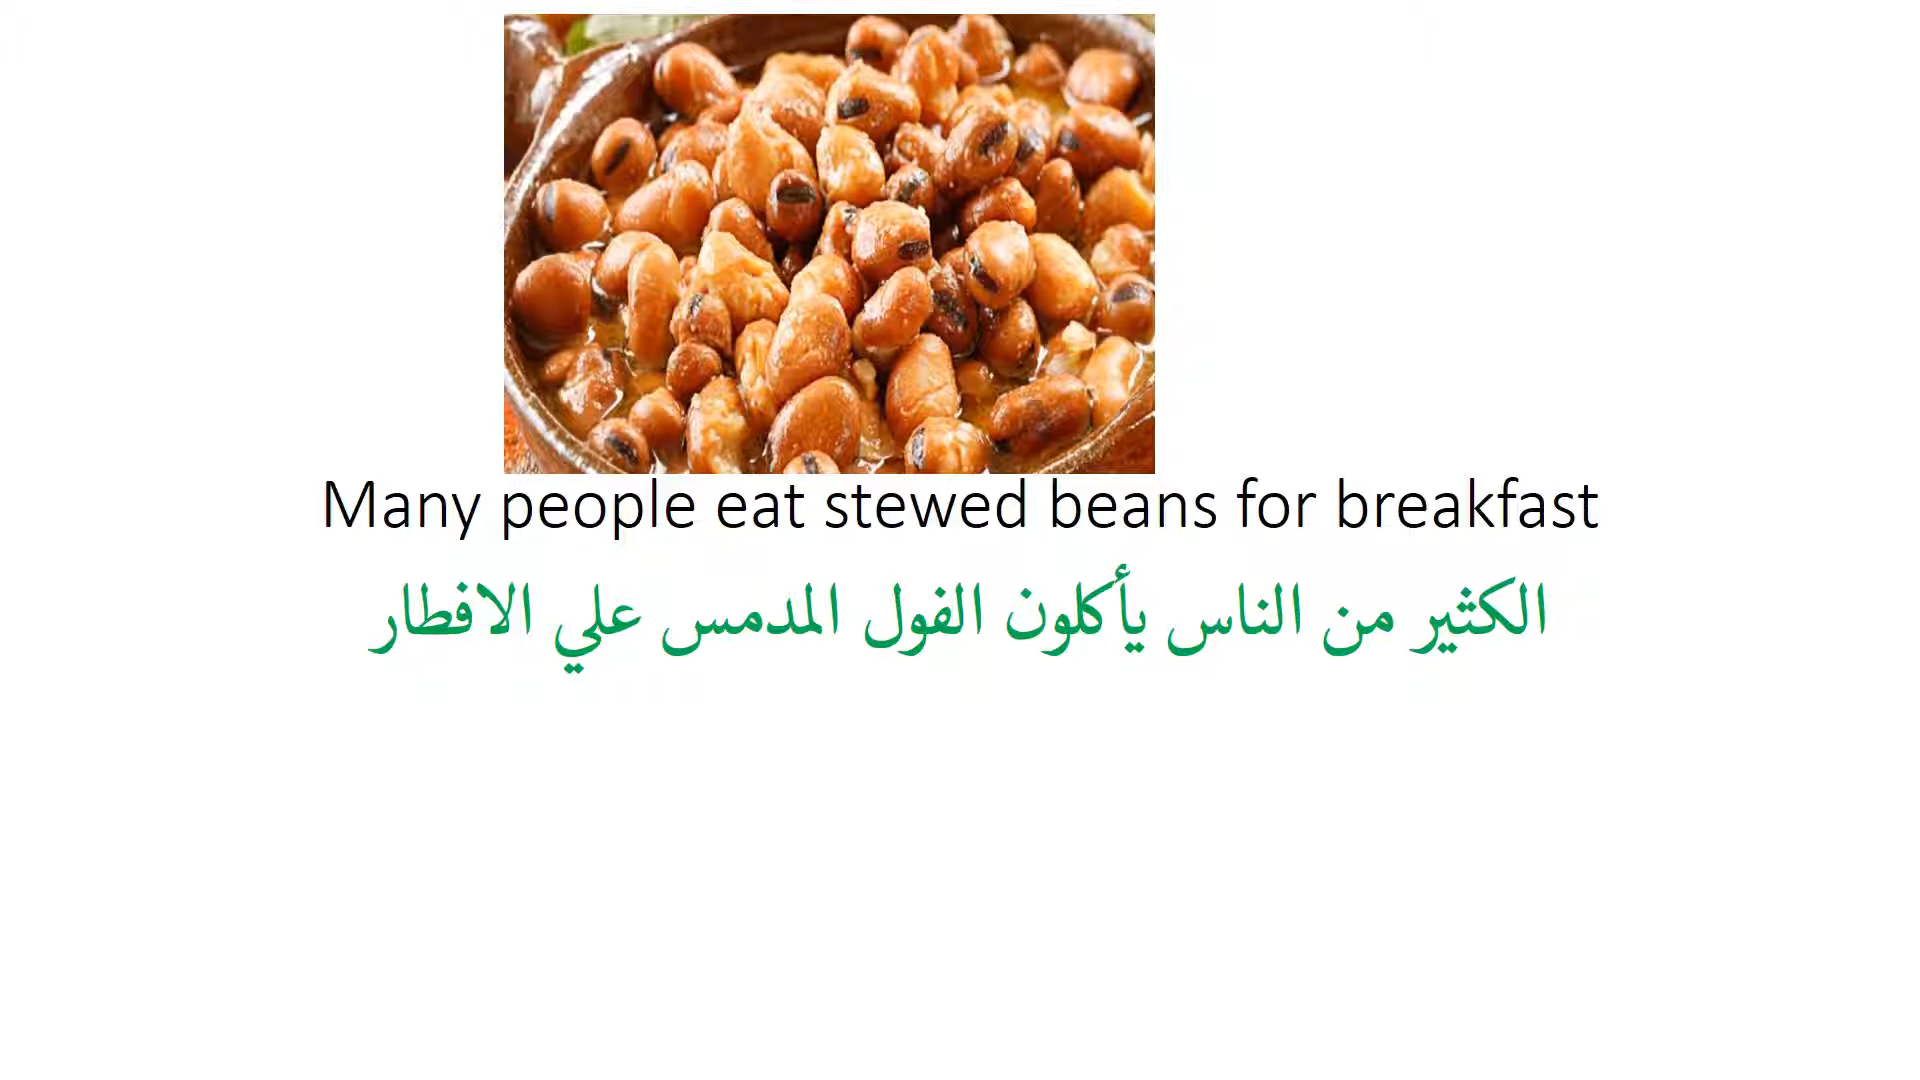 Many people eat stewed beans for breakfast
الكثير من الناس يأكلون الفول المدمس علي الافطار